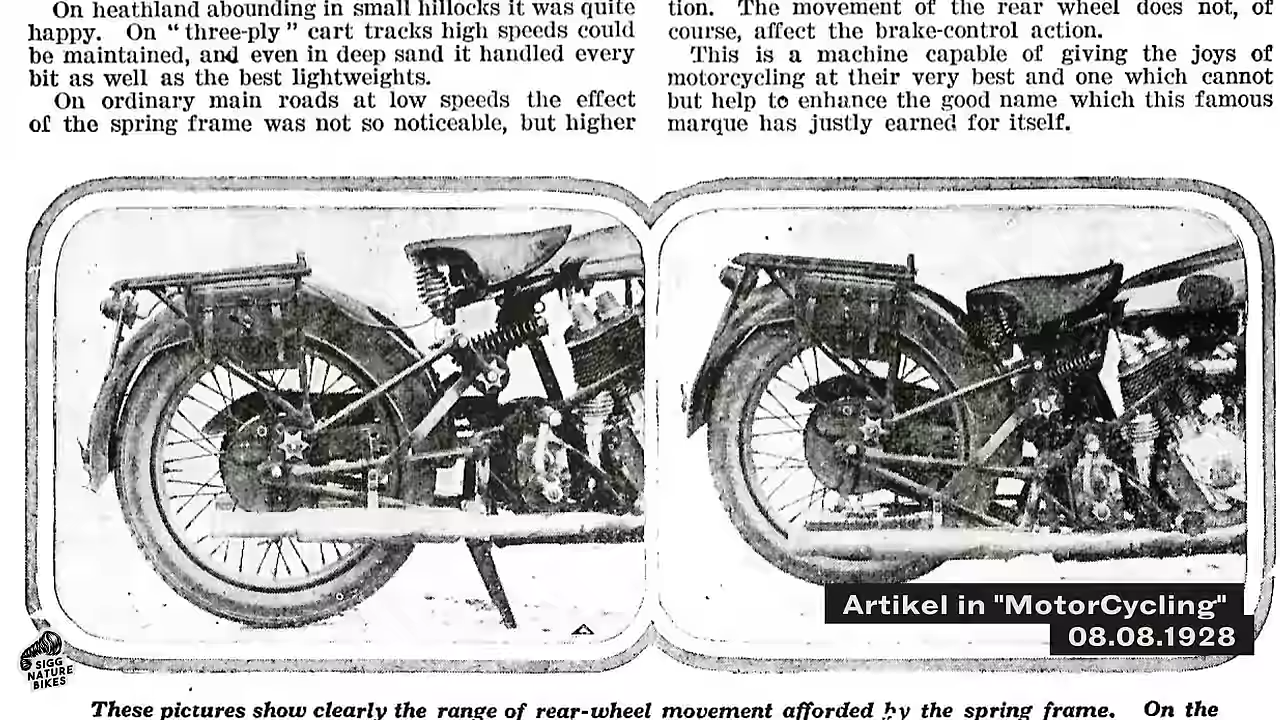 On heathland abounding in small hillocks it was quite
happy. On "three-ply" cart tracks high speeds could
be maintained, and even in deep sand it handled every
bit as well as the best lightweights.
On ordinary main roads at low speeds the effect
of the spring frame was not so noticeable, but higher
tion. The movement of the rear wheel does not, of
course, affect the brake-control action.
This is a machine capable of giving the joys of
motorcycling at their very best and one which cannot
but help to enhance the good name which this famous
marque has justly earned for itself.
Artikel in "MotorCycling"
08.08.1928
SIGG
NATURE
BIKES
These pictures show clearly the range of rear-wheel movement afforded by the spring frame. On the